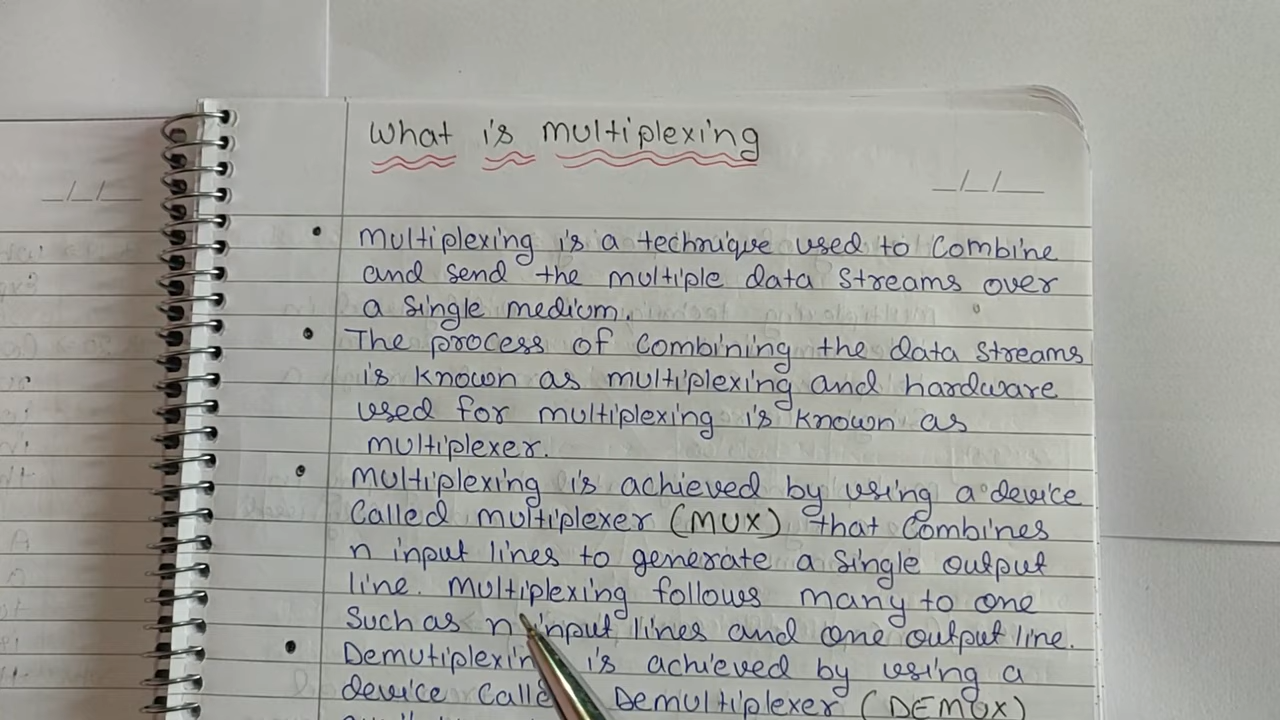 What is multiplexing
_/_/__
_/_/__
• Multiplexing is a technique used to Combine
and send the multiple data Streams over
a single medium.
• The process of Combining the data Streams
is known as multiplexing and hardware
used for multiplexing is known as
multiplexer.
• Multiplexing is achieved by using a device
Called multiplexer (MUX) that Combines
n input lines to generate a single output
line. Multiplexing follows many to one
Such as n input lines and one output line.
• Demutiplexin is achieved by using a
device Calle Demultiplexer (DEMUX)